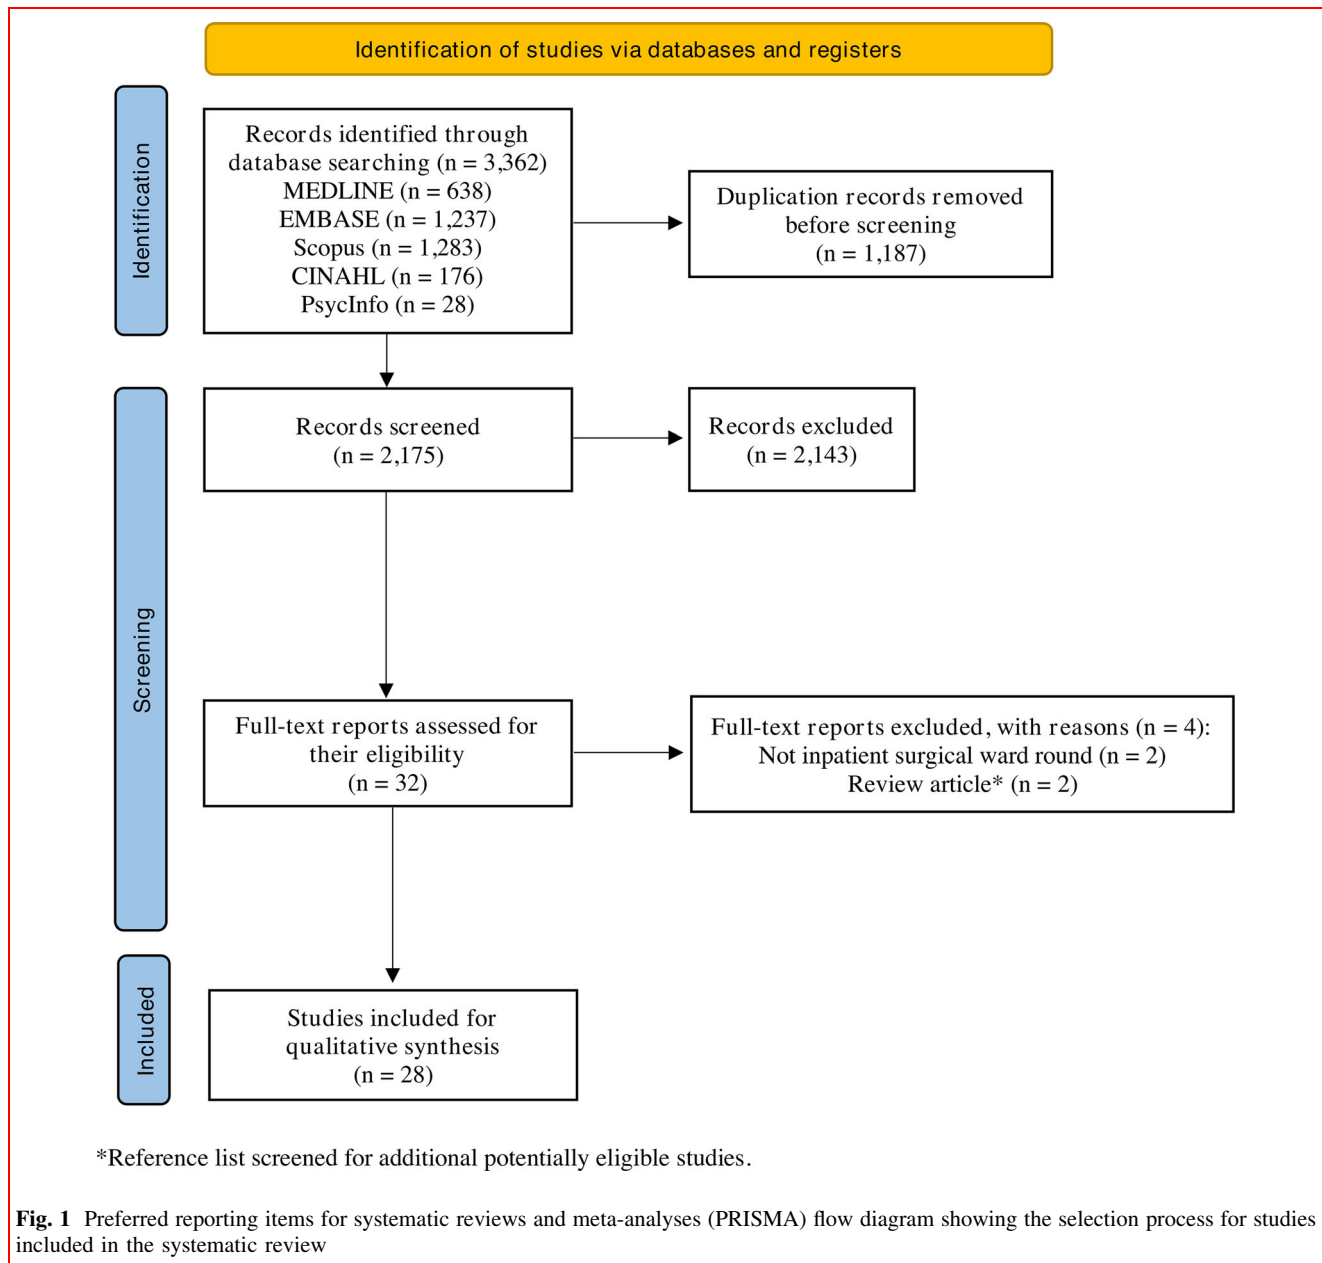 Identification of studies via databases and registers
Identification
Records identified through
database searching (n = 3,362)
MEDLINE (n = 638)
EMBASE (n = 1,237)
Scopus (n = 1,283)
CINAHL (n = 176)
PsycInfo (n = 28)
Duplication records removed
before screening
(n = 1,187)
Screening
Records screened
(n = 2,175)
Records excluded
(n = 2,143)
Full-text reports assessed for
their eligibility
(n = 32)
Full-text reports excluded, with reasons (n = 4):
Not inpatient surgical ward round (n = 2)
Review article* (n = 2)
Included
Studies included for
qualitative synthesis
(n = 28)
*Reference list screened for additional potentially eligible studies.
Fig. 1 Preferred reporting items for systematic reviews and meta-analyses (PRISMA) flow diagram showing the selection process for studies
included in the systematic review